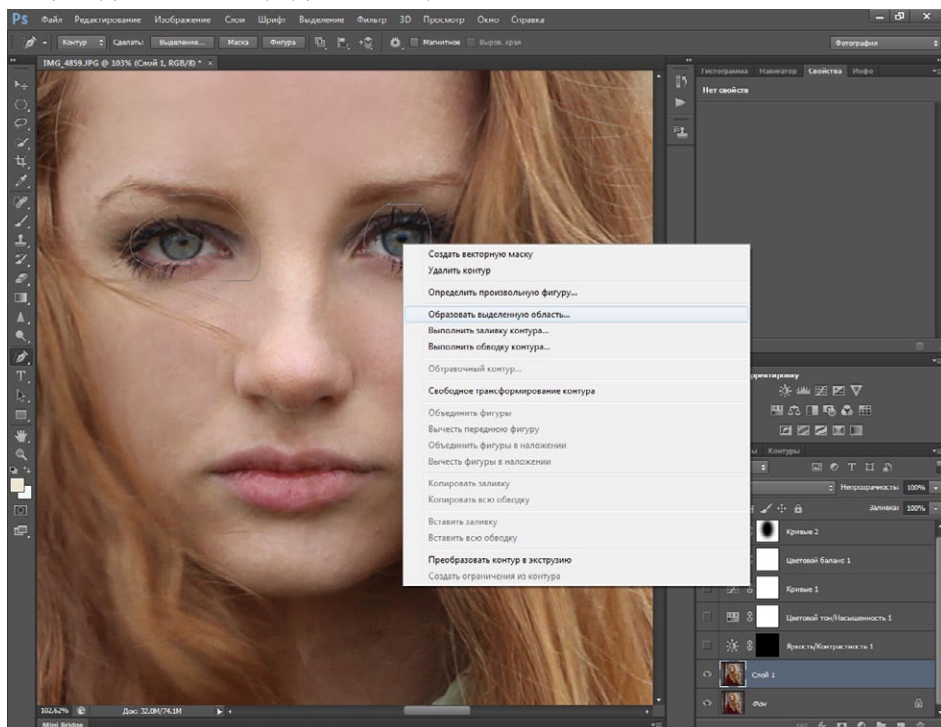 Ps Файл Редактирование Изображение Слои Шрифт Выделение Фильтр 3D Просмотр Окно Справка
Контур Сделать: Выделение... Маска Фигура Магнитное Выров. края Фотография
IMG_4859.JPG @ 103% (Слой 1, RGB/8) * ×
Гистограмма Навигатор Свойства Инфо
Нет свойств
Создать векторную маску
Удалить контур
Определить произвольную фигуру...
Образовать выделенную область...
Выполнить заливку контура...
Выполнить обводку контура...
Обтравочный контур...
Свободное трансформирование контура
Объединить фигуры
Вычесть переднюю фигуру
Объединить фигуры в наложении
Вычесть фигуры в наложении
Копировать заливку
Копировать всю обводку
Вставить заливку
Вставить всю обводку
Преобразовать контур в экструзию
Создать ограничения из контура
Контуры
Непрозрачность: 100%
Заливка: 100%
Кривые 2
Цветовой баланс 1
Кривые 1
Цветовой тон/Насыщенность 1
Яркость/Контрастность 1
Слой 1
Фон
102,62% Док: 32,0M/74,1M
Mini Bridge